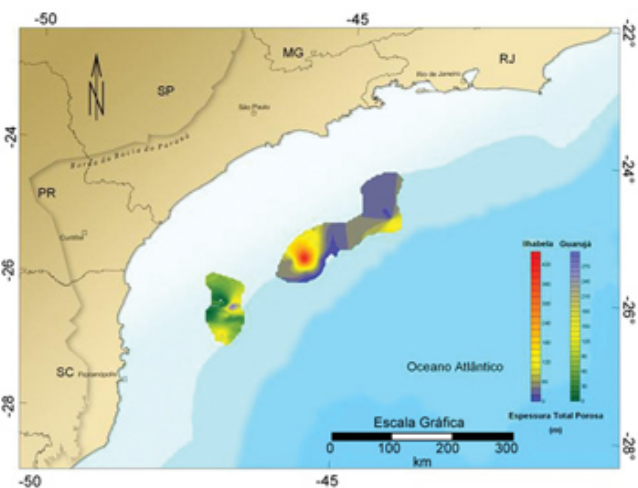 -50
-45
-22°
MG
RJ
Rio de Janeiro
SP
São Paulo
N
-24
Borda da Bacia do Paraná
-24°
PR
Curitiba
Ilhabela Guarujá
-26
-26°
SC
Florianópolis
Oceano Atlântico
Espessura Total Porosa
(m)
-28
Escala Gráfica
0 100 200 300
km
-28°
-50
-45